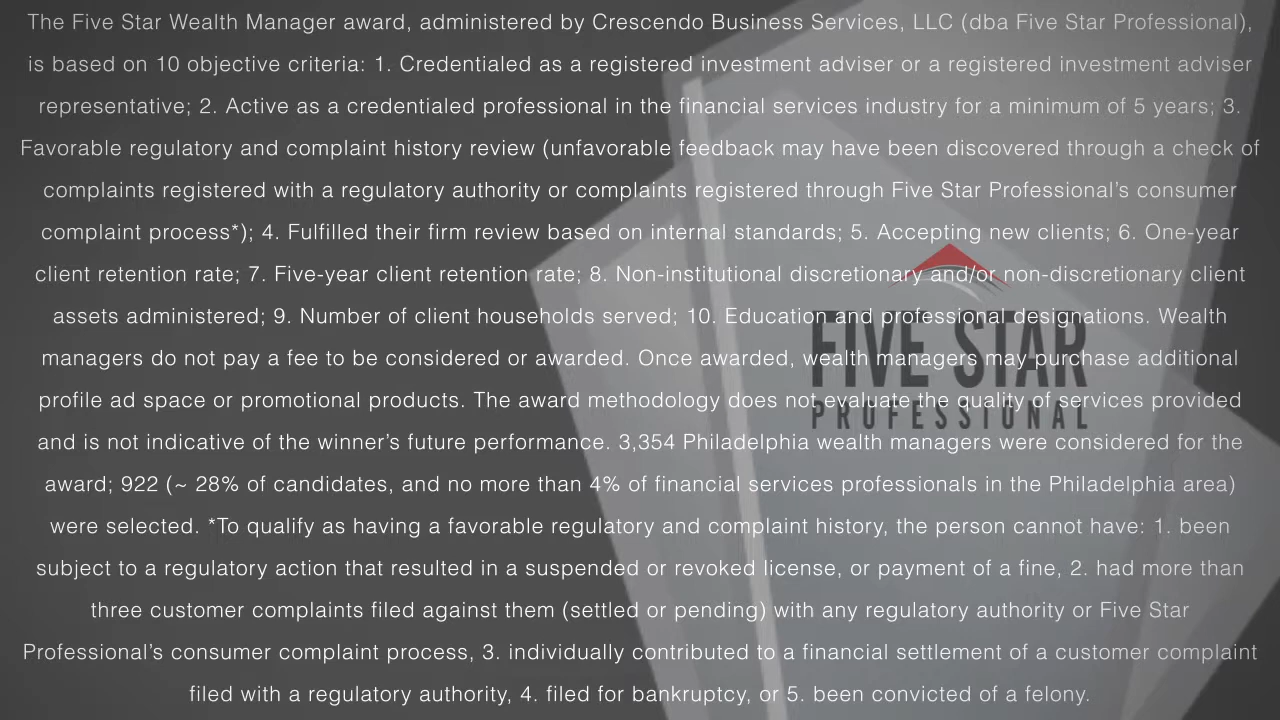 The Five Star Wealth Manager award, administered by Crescendo Business Services, LLC (dba Five Star Professional),
is based on 10 objective criteria: 1. Credentialed as a registered investment adviser or a registered investment adviser
representative; 2. Active as a credentialed professional in the financial services industry for a minimum of 5 years; 3.
Favorable regulatory and complaint history review (unfavorable feedback may have been discovered through a check of
complaints registered with a regulatory authority or complaints registered through Five Star Professional's consumer
complaint process*); 4. Fulfilled their firm review based on internal standards; 5. Accepting new clients; 6. One-year
client retention rate; 7. Five-year client retention rate; 8. Non-institutional discretionary and/or non-discretionary client
assets administered; 9. Number of client households served; 10. Education and professional designations. Wealth
managers do not pay a fee to be considered or awarded. Once awarded, wealth managers may purchase additional
profile ad space or promotional products. The award methodology does not evaluate the quality of services provided
and is not indicative of the winner's future performance. 3,354 Philadelphia wealth managers were considered for the
award; 922 (~ 28% of candidates, and no more than 4% of financial services professionals in the Philadelphia area)
were selected. *To qualify as having a favorable regulatory and complaint history, the person cannot have: 1. been
subject to a regulatory action that resulted in a suspended or revoked license, or payment of a fine, 2. had more than
three customer complaints filed against them (settled or pending) with any regulatory authority or Five Star
Professional's consumer complaint process, 3. individually contributed to a financial settlement of a customer complaint
filed with a regulatory authority, 4. filed for bankruptcy, or 5. been convicted of a felony.
FIVE STAR
PROFESSIONAL